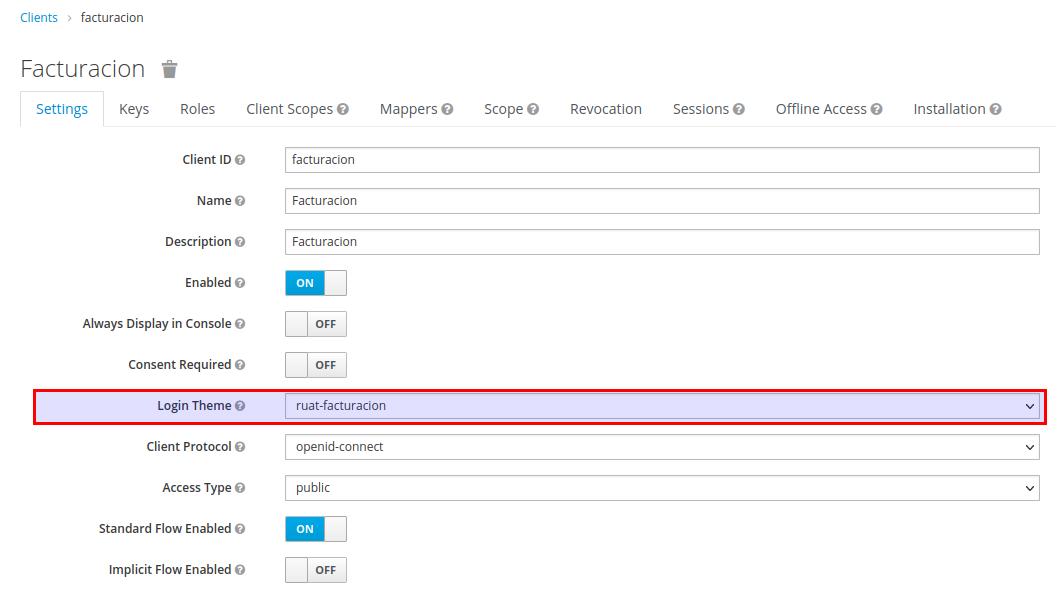 Clients › facturacion
Facturacion
Settings Keys Roles Client Scopes Mappers Scope Revocation Sessions Offline Access Installation
Client ID facturacion
Name Facturacion
Description Facturacion
Enabled ON
Always Display in Console OFF
Consent Required OFF
Login Theme ruat-facturacion
Client Protocol openid-connect
Access Type public
Standard Flow Enabled ON
Implicit Flow Enabled OFF